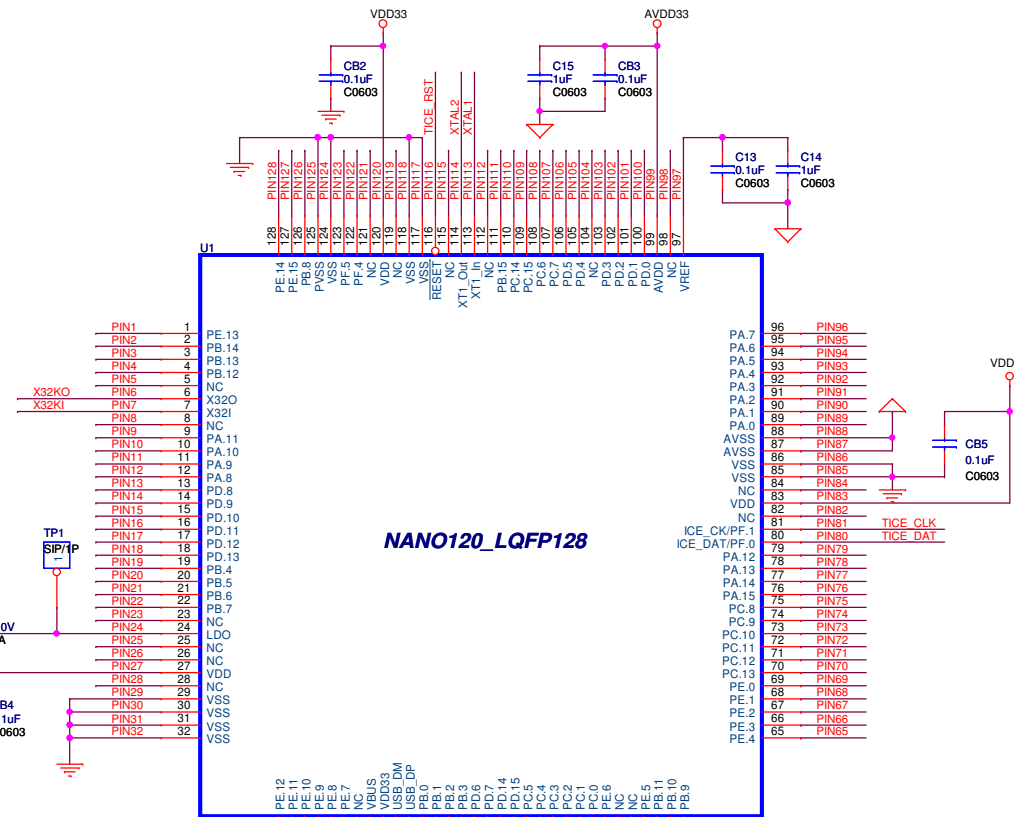 VDD33
AVDD33
CB2
0.1uF
C0603
C15
1uF
C0603
CB3
0.1uF
C0603
TICE_RST
XTAL2
XTAL1
C13
0.1uF
C0603
C14
1uF
C0603
PIN128
PIN127
PIN126
PIN125
PIN124
PIN123
PIN122
PIN121
PIN120
PIN119
PIN118
PIN117
PIN116
PIN115
PIN114
PIN113
PIN112
PIN111
PIN110
PIN109
PIN108
PIN107
PIN106
PIN105
PIN104
PIN103
PIN102
PIN101
PIN100
PIN99
PIN98
PIN97
128
127
126
125
124
123
122
121
120
119
118
117
116
115
114
113
112
111
110
109
108
107
106
105
104
103
102
101
100
99
98
97
U1
PE.14
PE.15
PB.8
PVSS
VSS
PF.5
PF.4
NC
VDD
NC
VSS
VSS
RESET
NC
XT1_Out
XT1_In
NC
PB.15
PC.14
PC.15
PC.6
PC.7
PD.5
PD.4
NC
PD.3
PD.2
PD.1
PD.0
AVDD
NC
VREF
PIN1 1 PE.13
PIN2 2 PB.14
PIN3 3 PB.13
PIN4 4 PB.12
PIN5 5 NC
X32KO PIN6 6 X32O
X32KI PIN7 7 X32I
PIN8 8 NC
PIN9 9 PA.11
PIN10 10 PA.10
PIN11 11 PA.9
PIN12 12 PA.8
PIN13 13 PD.8
PIN14 14 PD.9
PIN15 15 PD.10
PIN16 16 PD.11
PIN17 17 PD.12
PIN18 18 PD.13
PIN19 19 PB.4
PIN20 20 PB.5
PIN21 21 PB.6
PIN22 22 PB.7
PIN23 23 NC
PIN24 24 LDO
PIN25 25 NC
PIN26 26 NC
PIN27 27 VDD
PIN28 28 NC
PIN29 29 VSS
PIN30 30 VSS
PIN31 31 VSS
PIN32 32 VSS
TP1
SIP/1P
1
0V
A
B4
1uF
0603
NANO120_LQFP128
PA.7 96 PIN96
PA.6 95 PIN95
PA.5 94 PIN94
PA.4 93 PIN93
PA.3 92 PIN92
PA.2 91 PIN91
PA.1 90 PIN90
PA.0 89 PIN89
AVSS 88 PIN88
AVSS 87 PIN87
VSS 86 PIN86
VSS 85 PIN85
NC 84 PIN84
VDD 83 PIN83
NC 82 PIN82
ICE_CK/PF.1 81 PIN81 TICE_CLK
ICE_DAT/PF.0 80 PIN80 TICE_DAT
PA.12 79 PIN79
PA.13 78 PIN78
PA.14 77 PIN77
PA.15 76 PIN76
PC.8 75 PIN75
PC.9 74 PIN74
PC.10 73 PIN73
PC.11 72 PIN72
PC.12 71 PIN71
PC.13 70 PIN70
PE.0 69 PIN69
PE.1 68 PIN68
PE.2 67 PIN67
PE.3 66 PIN66
PE.4 65 PIN65
VDD
CB5
0.1uF
C0603
PE.12
PE.11
PE.10
PE.9
PE.8
PE.7
NC
VBUS
VDD33
USB_DM
USB_DP
PB.0
PB.1
PB.2
PB.3
PD.6
PD.7
PD.14
PD.15
PC.5
PC.4
PC.3
PC.2
PC.1
PC.0
PE.6
NC
NC
PE.5
PB.11
PB.10
PB.9